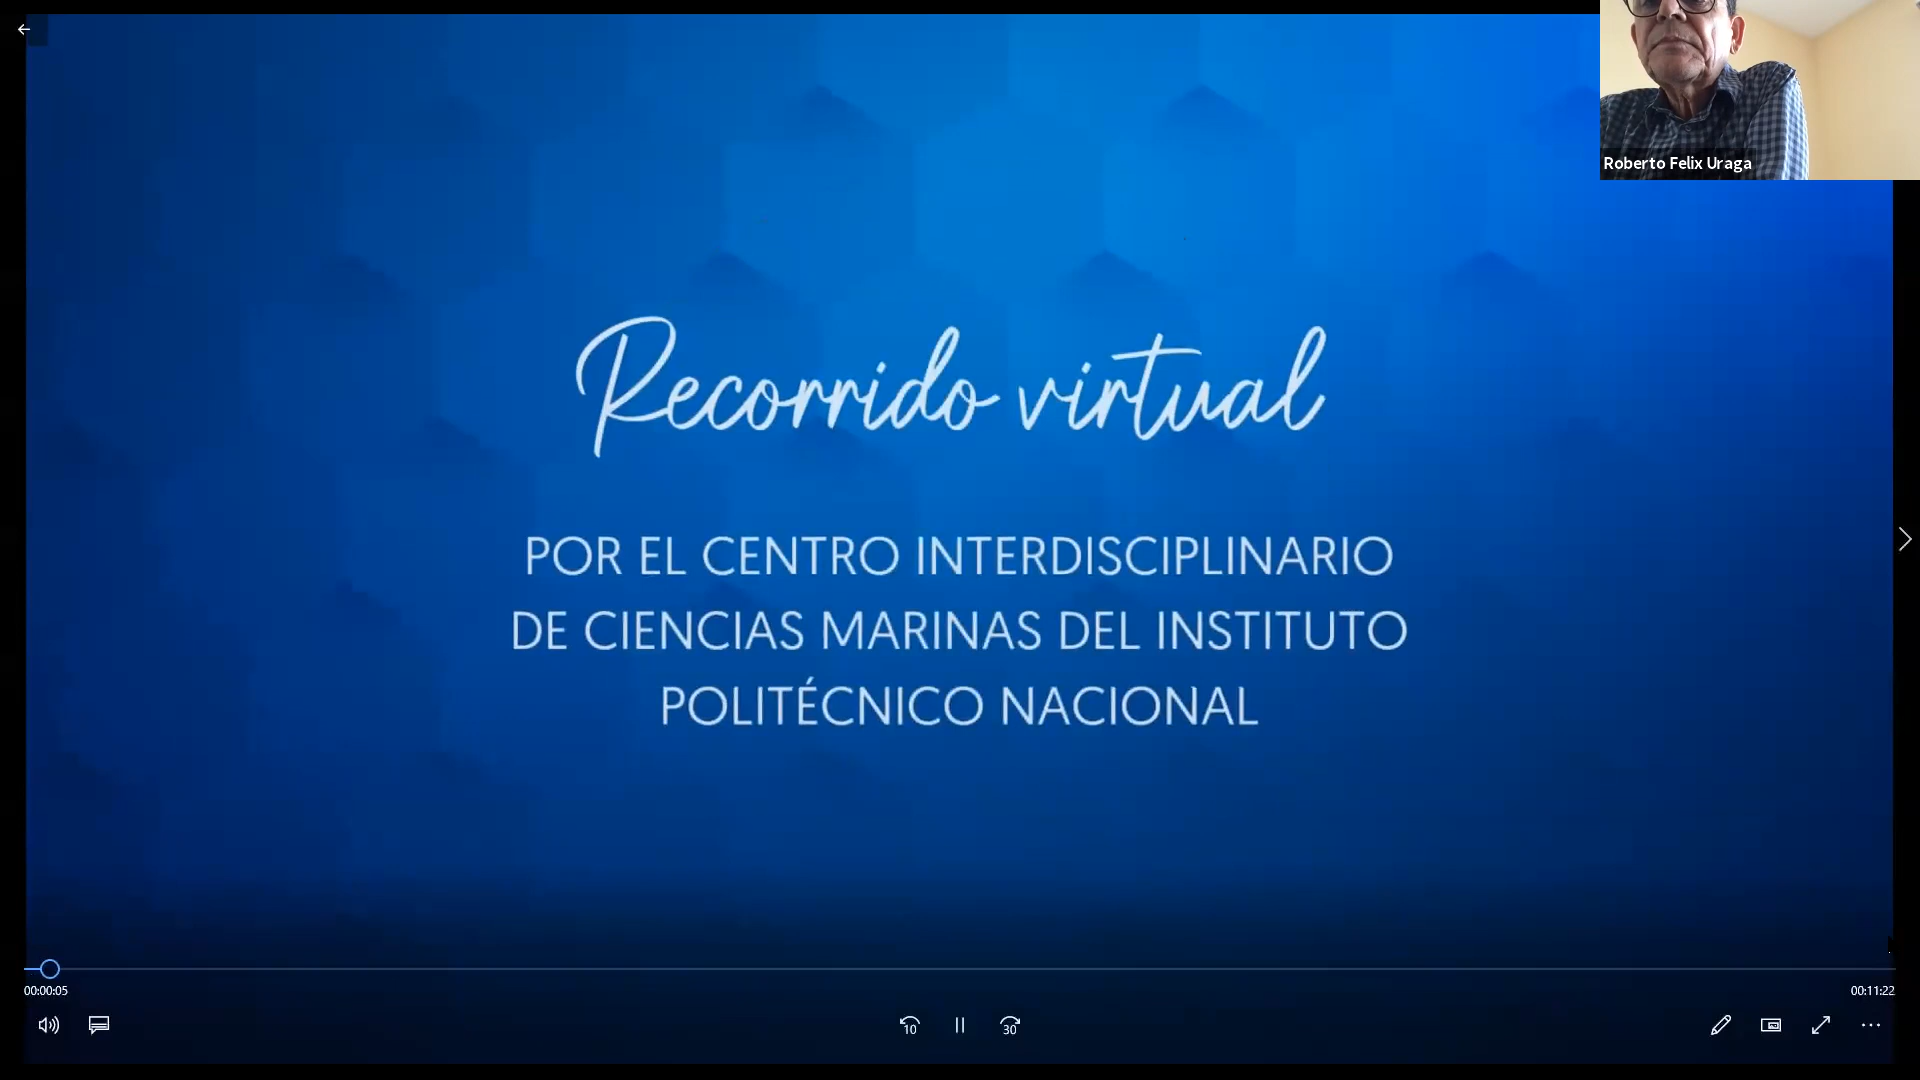 Roberto Felix Uraga
Recorrido virtual
POR EL CENTRO INTERDISCIPLINARIO
DE CIENCIAS MARINAS DEL INSTITUTO
POLITÉCNICO NACIONAL
00:00:05
00:11:22
10
30